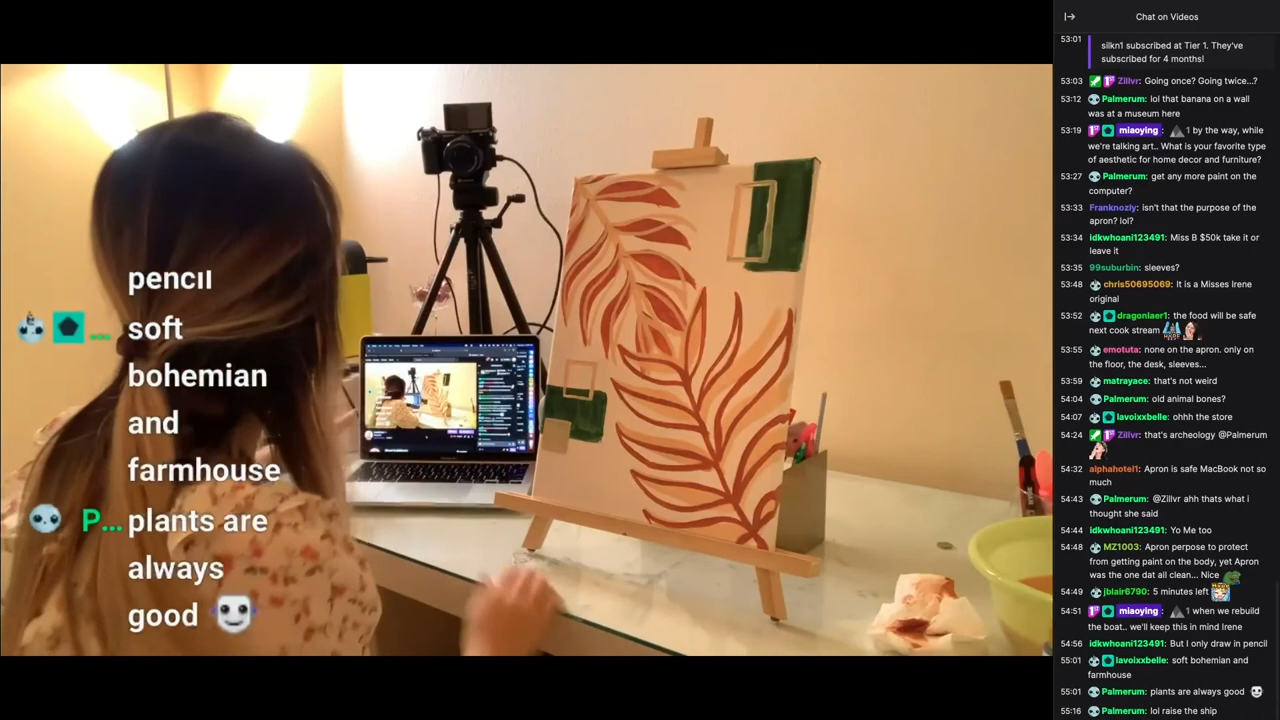 pencil
soft
bohemian
and
farmhouse
P... plants are
always
good
Chat on Videos
53:01 siikn1 subscribed at Tier 1. They've
subscribed for 4 months!
53:03 Zillvr: Going once? Going twice...?
53:12 Palmerum: lol that banana on a wall
was at a museum here
53:19 miaoying : 1 by the way, while
we're talking art.. What is your favorite type
of aesthetic for home decor and furniture?
53:27 Palmerum: get any more paint on the
computer?
53:33 Franknozly: isn't that the purpose of the
apron? lol?
53:34 idkwhoani123491: Miss B $50k take it or
leave it
53:35 99suburbin: sleeves?
53:48 chris50695069: It is a Misses Irene
original
53:52 dragonlaer1: the food will be safe
next cook stream
53:55 emotuta: none on the apron. only on
the floor, the desk, sleeves...
53:59 matrayace: that's not weird
54:04 Palmerum: old animal bones?
54:07 lavoixxbelle: ohhh the store
54:24 Zillvr: that's archeology @Palmerum
54:32 alphahotel1: Apron is safe MacBook not so
much
54:43 Palmerum: @Zillvr ahh thats what i
thought she said
54:44 idkwhoani123491: Yo Me too
54:48 MZ1003: Apron perpose to protect
from getting paint on the body, yet Apron
was the one dat all clean... Nice
54:49 jblair6790: 5 minutes left
54:51 miaoying : 1 when we rebuild
the boat.. we'll keep this in mind Irene
54:56 idkwhoani123491: But I only draw in pencil
55:01 lavoixxbelle: soft bohemian and
farmhouse
55:01 Palmerum: plants are always good
55:16 Palmerum: lol raise the ship